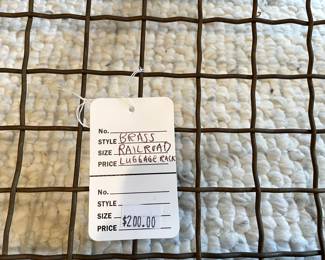 No.
STYLE BRASS
SIZE RAILROAD
PRICE LUGGAGE RACK
No.
STYLE
SIZE
PRICE $200.00